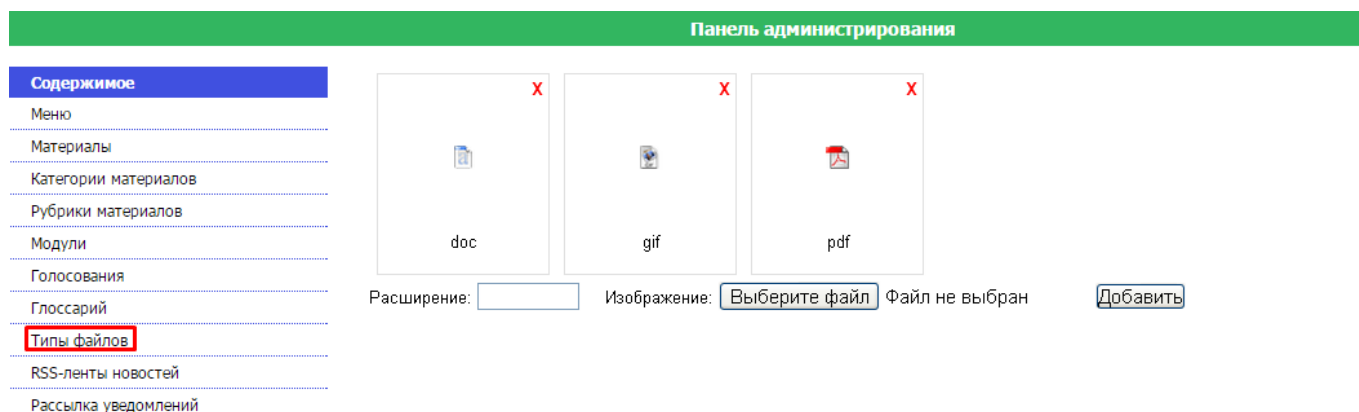 Панель администрирования
Содержимое
Меню
Материалы
Категории материалов
Рубрики материалов
Модули
Голосования
Глоссарий
Типы файлов
RSS-ленты новостей
Рассылка уведомлений
X X X
doc gif pdf
Расширение: Изображение: Выберите файл Файл не выбран Добавить